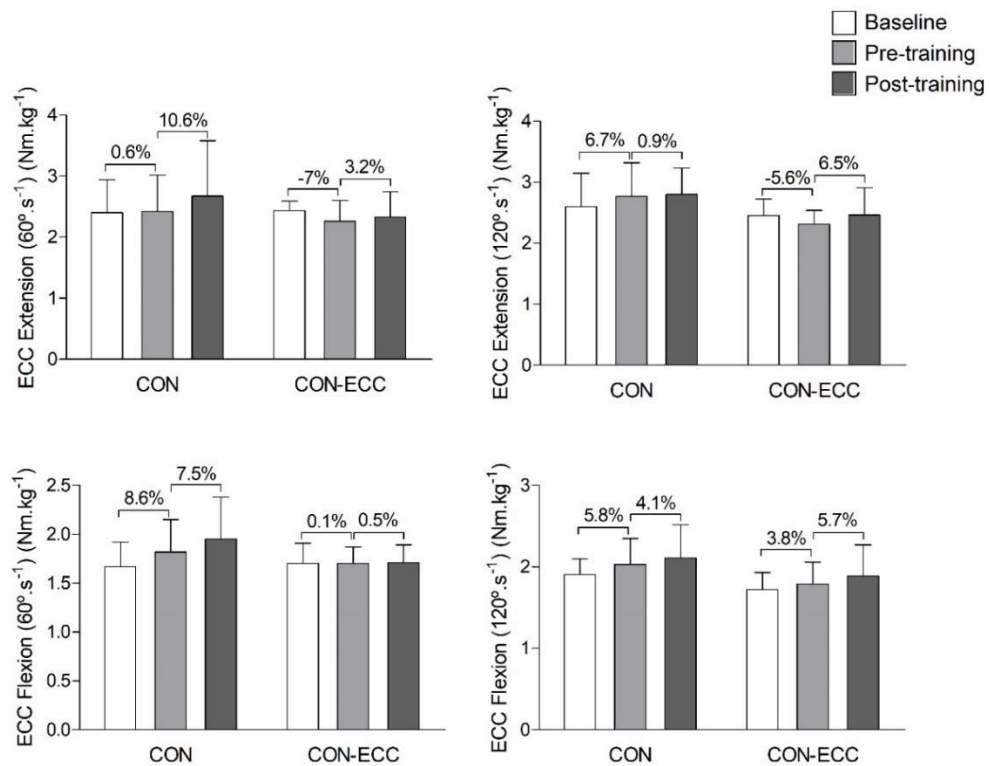 Baseline
Pre-training
Post-training
ECC Extension (60º.s⁻¹) (Nm.kg⁻¹)
4
3
2
1
0
0.6%
10.6%
-7%
3.2%
CON
CON-ECC
ECC Extension (120º.s⁻¹) (Nm.kg⁻¹)
4
3
2
1
0
6.7%
0.9%
-5.6%
6.5%
CON
CON-ECC
ECC Flexion (60º.s⁻¹) (Nm.kg⁻¹)
2.5
2.0
1.5
1.0
0.5
0.0
8.6%
7.5%
0.1%
0.5%
CON
CON-ECC
ECC Flexion (120º.s⁻¹) (Nm.kg⁻¹)
3
2
1
0
5.8%
4.1%
3.8%
5.7%
CON
CON-ECC